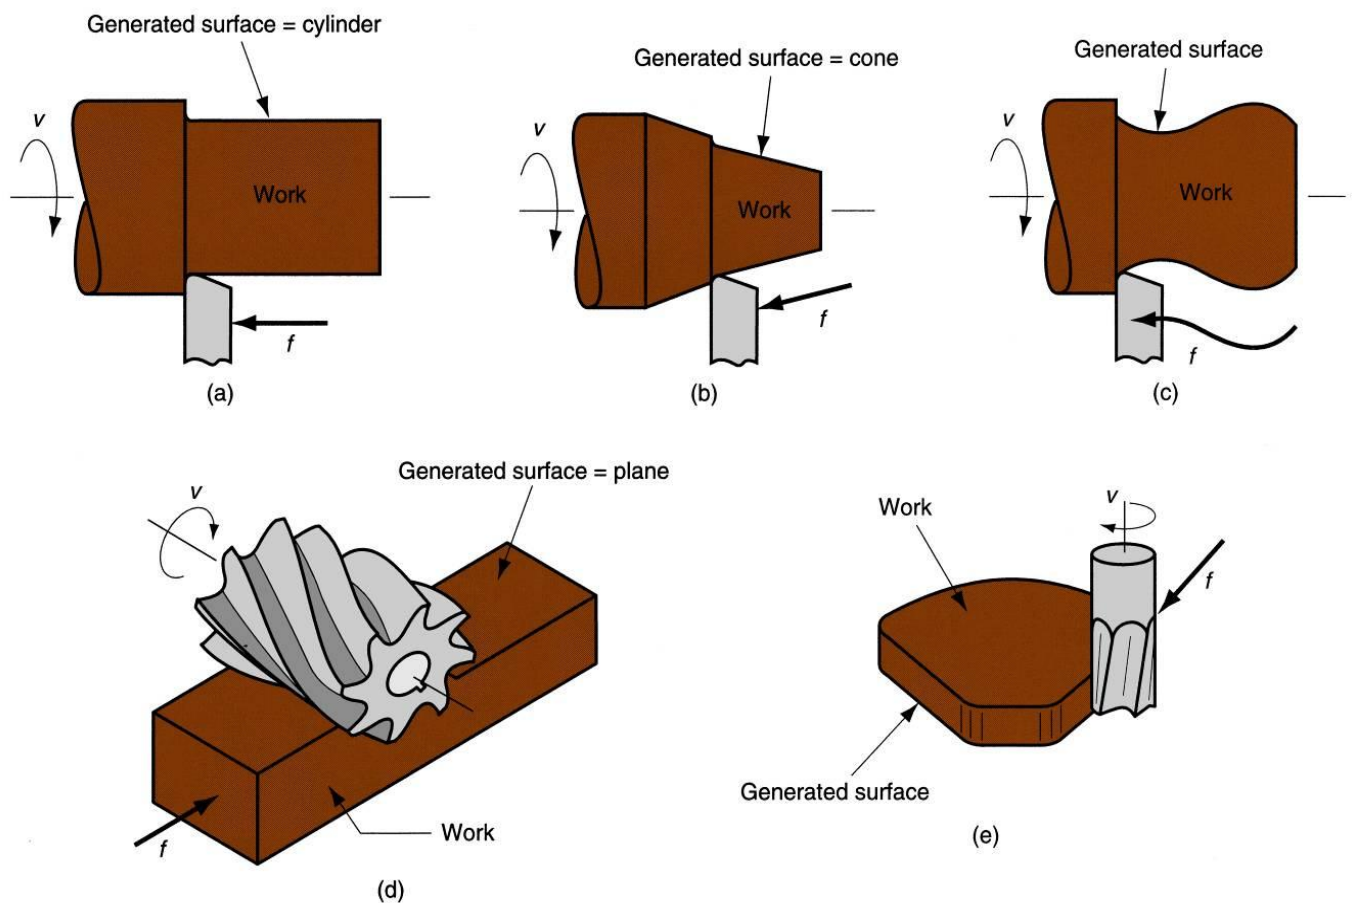 Generated surface = cylinder
v
Work
f
(a)
Generated surface = cone
v
Work
f
(b)
Generated surface
v
Work
f
(c)
Generated surface = plane
v
f
Work
(d)
Work
v
f
Generated surface
(e)